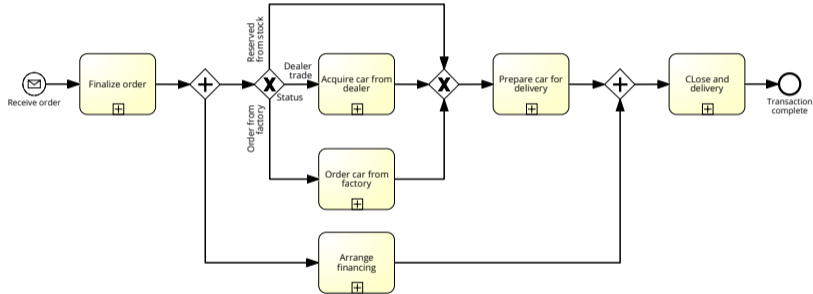 Reserved
from stock
Dealer
trade
Finalize order
Acquire car from
dealer
Prepare car for
delivery
CLose and
delivery
Status
Receive order
Transaction
complete
Order from
factory
Order car from
factory
Arrange
financing